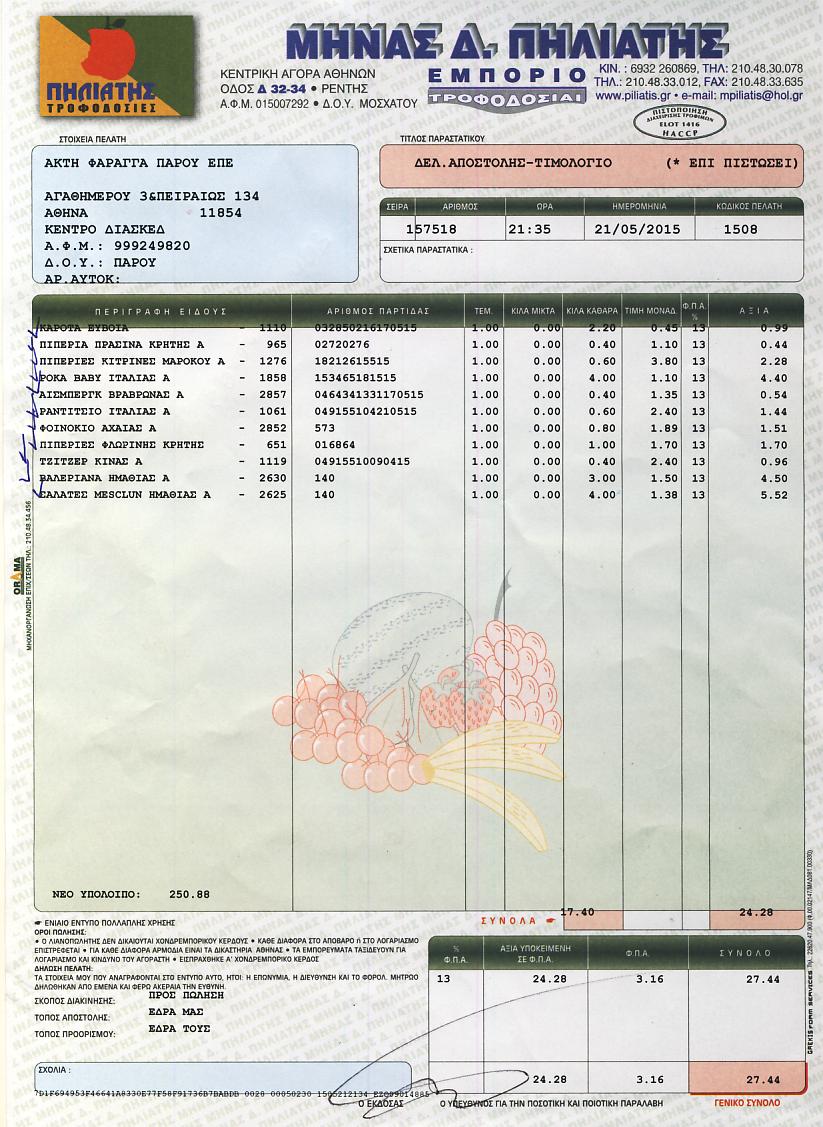 ΜΗΝΑΣ Δ. ΠΗΛΙΑΤΗΣ
ΠΗΛΙΑΤΗΣ
ΤΡΟΦΟΔΟΣΙΕΣ
ΚΕΝΤΡΙΚΗ ΑΓΟΡΑ ΑΘΗΝΩΝ
ΟΔΟΣ Δ 32-34 • ΡΕΝΤΗΣ
Α.Φ.Μ. 015007292 • Δ.Ο.Υ. ΜΟΣΧΑΤΟΥ
ΕΜΠΟΡΙΟ
ΤΡΟΦΟΔΟΣΙΑΙ
ΚΙΝ. : 6932 260869, ΤΗΛ: 210.48.30.078
ΤΗΛ.: 210.48.33.012, FAX: 210.48.33.635
www.piliatis.gr • e-mail: mpiliatis@hol.gr
ΠΙΣΤΟΠΟΙΗΣΗ
ΔΙΑΧΕΙΡΙΣΗΣ ΤΡΟΦΙΜΩΝ
ELOT 1416
HACCP
ΣΤΟΙΧΕΙΑ ΠΕΛΑΤΗ
ΑΚΤΗ ΦΑΡΑΓΓΑ ΠΑΡΟΥ ΕΠΕ
ΑΓΑΘΗΜΕΡΟΥ 3&ΠΕΙΡΑΙΩΣ 134
ΑΘΗΝΑ 11854
ΚΕΝΤΡΟ ΔΙΑΣΚΕΔ
Α.Φ.Μ.: 999249820
Δ.Ο.Υ.: ΠΑΡΟΥ
ΑΡ.ΑΥΤΟΚ:
ΤΙΤΛΟΣ ΠΑΡΑΣΤΑΤΙΚΟΥ
ΔΕΛ.ΑΠΟΣΤΟΛΗΣ-ΤΙΜΟΛΟΓΙΟ (* ΕΠΙ ΠΙΣΤΩΣΕΙ)
ΣΕΙΡΑ ΑΡΙΘΜΟΣ ΩΡΑ ΗΜΕΡΟΜΗΝΙΑ ΚΩΔΙΚΟΣ ΠΕΛΑΤΗ
157518 21:35 21/05/2015 1508
ΣΧΕΤΙΚΑ ΠΑΡΑΣΤΑΤΙΚΑ :
ΠΕΡΙΓΡΑΦΗ ΕΙΔΟΥΣ ΑΡΙΘΜΟΣ ΠΑΡΤΙΔΑΣ ΤΕΜ. ΚΙΛΑ ΜΙΚΤΑ ΚΙΛΑ ΚΑΘΑΡΑ ΤΙΜΗ ΜΟΝΑΔ. Φ.Π.Α. % ΑΞΙΑ
ΚΑΡΟΤΑ ΕΥΒΟΙΑ - 1110 032850216170515 1.00 0.00 2.20 0.45 13 0.99
ΠΙΠΕΡΙΑ ΠΡΑΣΙΝΑ ΚΡΗΤΗΣ Α - 965 02720276 1.00 0.00 0.40 1.10 13 0.44
ΠΙΠΕΡΙΕΣ ΚΙΤΡΙΝΕΣ ΜΑΡΟΚΟΥ Α - 1276 18212615515 1.00 0.00 0.60 3.80 13 2.28
ΡΟΚΑ BABY ΙΤΑΛΙΑΣ Α - 1858 153465181515 1.00 0.00 4.00 1.10 13 4.40
ΑΙΣΜΠΕΡΓΚ ΒΡΑΒΡΩΝΑΣ Α - 2857 0464341331170515 1.00 0.00 0.40 1.35 13 0.54
ΡΑΝΤΙΤΣΙΟ ΙΤΑΛΙΑΣ Α - 1061 049155104210515 1.00 0.00 0.60 2.40 13 1.44
ΦΟΙΝΟΚΙΟ ΑΧΑΙΑΣ Α - 2852 573 1.00 0.00 0.80 1.89 13 1.51
ΠΙΠΕΡΙΕΣ ΦΛΩΡΙΝΗΣ ΚΡΗΤΗΣ - 651 016864 1.00 0.00 1.00 1.70 13 1.70
ΤΖΙΤΖΕΡ ΚΙΝΑΣ Α - 1119 04915510090415 1.00 0.00 0.40 2.40 13 0.96
ΒΑΛΕΡΙΑΝΑ ΗΜΑΘΙΑΣ Α - 2630 140 1.00 0.00 3.00 1.50 13 4.50
ΣΑΛΑΤΕΣ MESCLUN ΗΜΑΘΙΑΣ Α - 2625 140 1.00 0.00 4.00 1.38 13 5.52
ORAMA
ΜΗΧΑΝΟΡΓΑΝΩΣΗ ΕΠΙΧ/ΣΕΩΝ ΤΗΛ.: 210.48.34.456
ΝΕΟ ΥΠΟΛΟΙΠΟ: 250.88
ΣΥΝΟΛΑ 17.40 24.28
ΕΝΙΑΙΟ ΕΝΤΥΠΟ ΠΟΛΛΑΠΛΗΣ ΧΡΗΣΗΣ
ΟΡΟΙ ΠΩΛΗΣΗΣ:
• Ο ΛΙΑΝΟΠΩΛΗΤΗΣ ΔΕΝ ΔΙΚΑΙΟΥΤΑΙ ΧΟΝΔΡΕΜΠΟΡΙΚΟΥ ΚΕΡΔΟΥΣ • ΚΑΘΕ ΔΙΑΦΟΡΑ ΣΤΟ ΑΠΟΒΑΡΟ ή ΣΤΟ ΛΟΓΑΡΙΑΣΜΟ
ΕΠΙΣΤΡΕΦΕΤΑΙ • ΓΙΑ ΚΑΘΕ ΔΙΑΦΟΡΑ ΑΡΜΟΔΙΑ ΕΙΝΑΙ ΤΑ ΔΙΚΑΣΤΗΡΙΑ ΑΘΗΝΑΣ • ΤΑ ΕΜΠΟΡΕΥΜΑΤΑ ΤΑΞΙΔΕΥΟΥΝ ΓΙΑ
ΛΟΓΑΡΙΑΣΜΟ ΚΑΙ ΚΙΝΔΥΝΟ ΤΟΥ ΑΓΟΡΑΣΤΗ • ΕΙΣΠΡΑΧΘΗΚΕ Α' ΧΟΝΔΡΕΜΠΟΡΙΚΟ ΚΕΡΔΟΣ
ΔΗΛΩΣΗ ΠΕΛΑΤΗ:
ΤΑ ΣΤΟΙΧΕΙΑ ΜΟΥ ΠΟΥ ΑΝΑΓΡΑΦΟΝΤΑΙ ΣΤΟ ΕΝΤΥΠΟ ΑΥΤΟ, ΗΤΟΙ: Η ΕΠΩΝΥΜΙΑ, Η ΔΙΕΥΘΥΝΣΗ ΚΑΙ ΤΟ ΦΟΡΟΛ. ΜΗΤΡΩΟ
ΔΗΛΩΘΗΚΑΝ ΑΠΟ ΕΜΕΝΑ ΚΑΙ ΦΕΡΩ ΑΚΕΡΑΙΑ ΤΗΝ ΕΥΘΥΝΗ.
ΣΚΟΠΟΣ ΔΙΑΚΙΝΗΣΗΣ: ΠΡΟΣ ΠΩΛΗΣΗ
ΤΟΠΟΣ ΑΠΟΣΤΟΛΗΣ: ΕΔΡΑ ΜΑΣ
ΤΟΠΟΣ ΠΡΟΟΡΙΣΜΟΥ: ΕΔΡΑ ΤΟΥΣ
% Φ.Π.Α. ΑΞΙΑ ΥΠΟΚΕΙΜΕΝΗ ΣΕ Φ.Π.Α. Φ.Π.Α. ΣΥΝΟΛΟ
13 24.28 3.16 27.44
24.28 3.16 27.44
ΣΧΟΛΙΑ :
Ο ΕΚΔΟΣΑΣ Ο ΥΠΕΥΘΥΝΟΣ ΓΙΑ ΤΗΝ ΠΟΣΟΤΙΚΗ ΚΑΙ ΠΟΙΟΤΙΚΗ ΠΑΡΑΛΑΒΗ ΓΕΝΙΚΟ ΣΥΝΟΛΟ